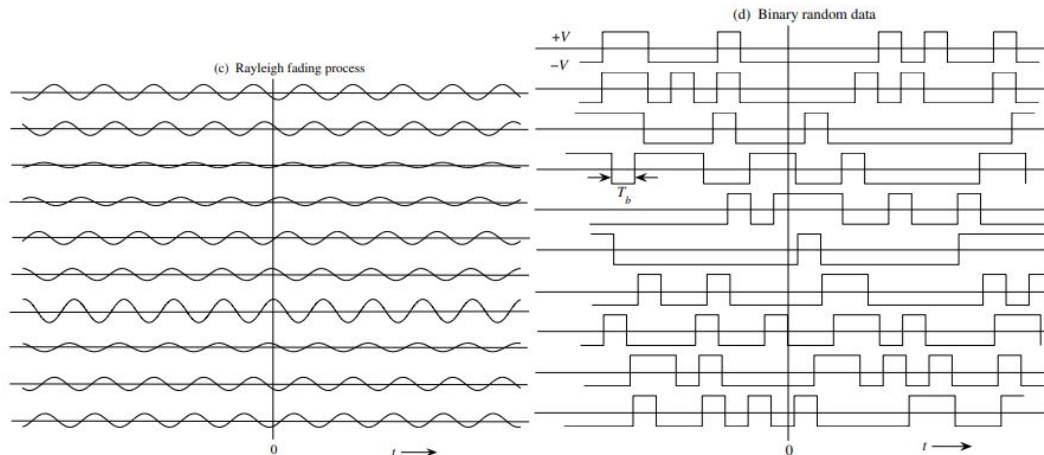 (c) Rayleigh fading process
0
t
(d) Binary random data
+V
−V
T_b
0
t